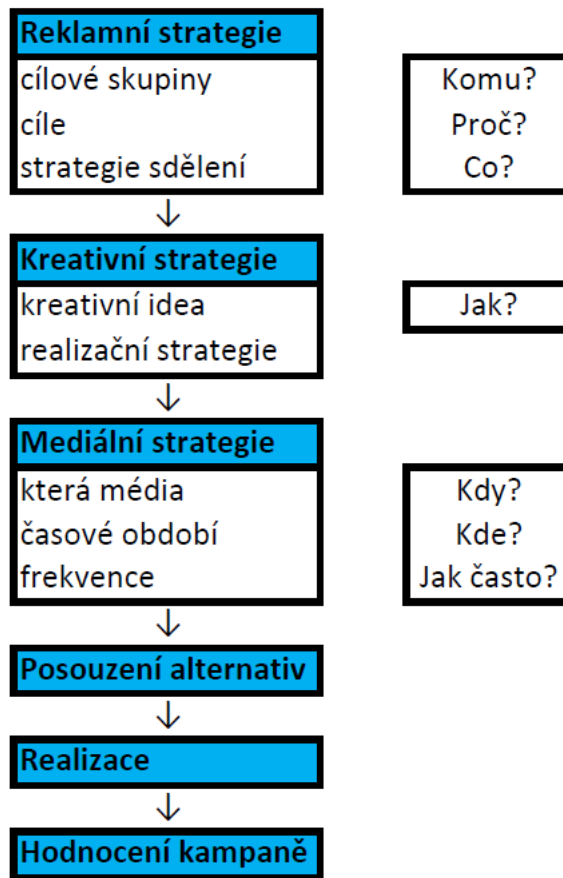 Reklamní strategie
cílové skupiny
Komu?
cíle
Proč?
strategie sdělení
Co?
↓
Kreativní strategie
kreativní idea
Jak?
realizační strategie
↓
Mediální strategie
která média
Kdy?
časové období
Kde?
frekvence
Jak často?
↓
Posouzení alternativ
↓
Realizace
↓
Hodnocení kampaně